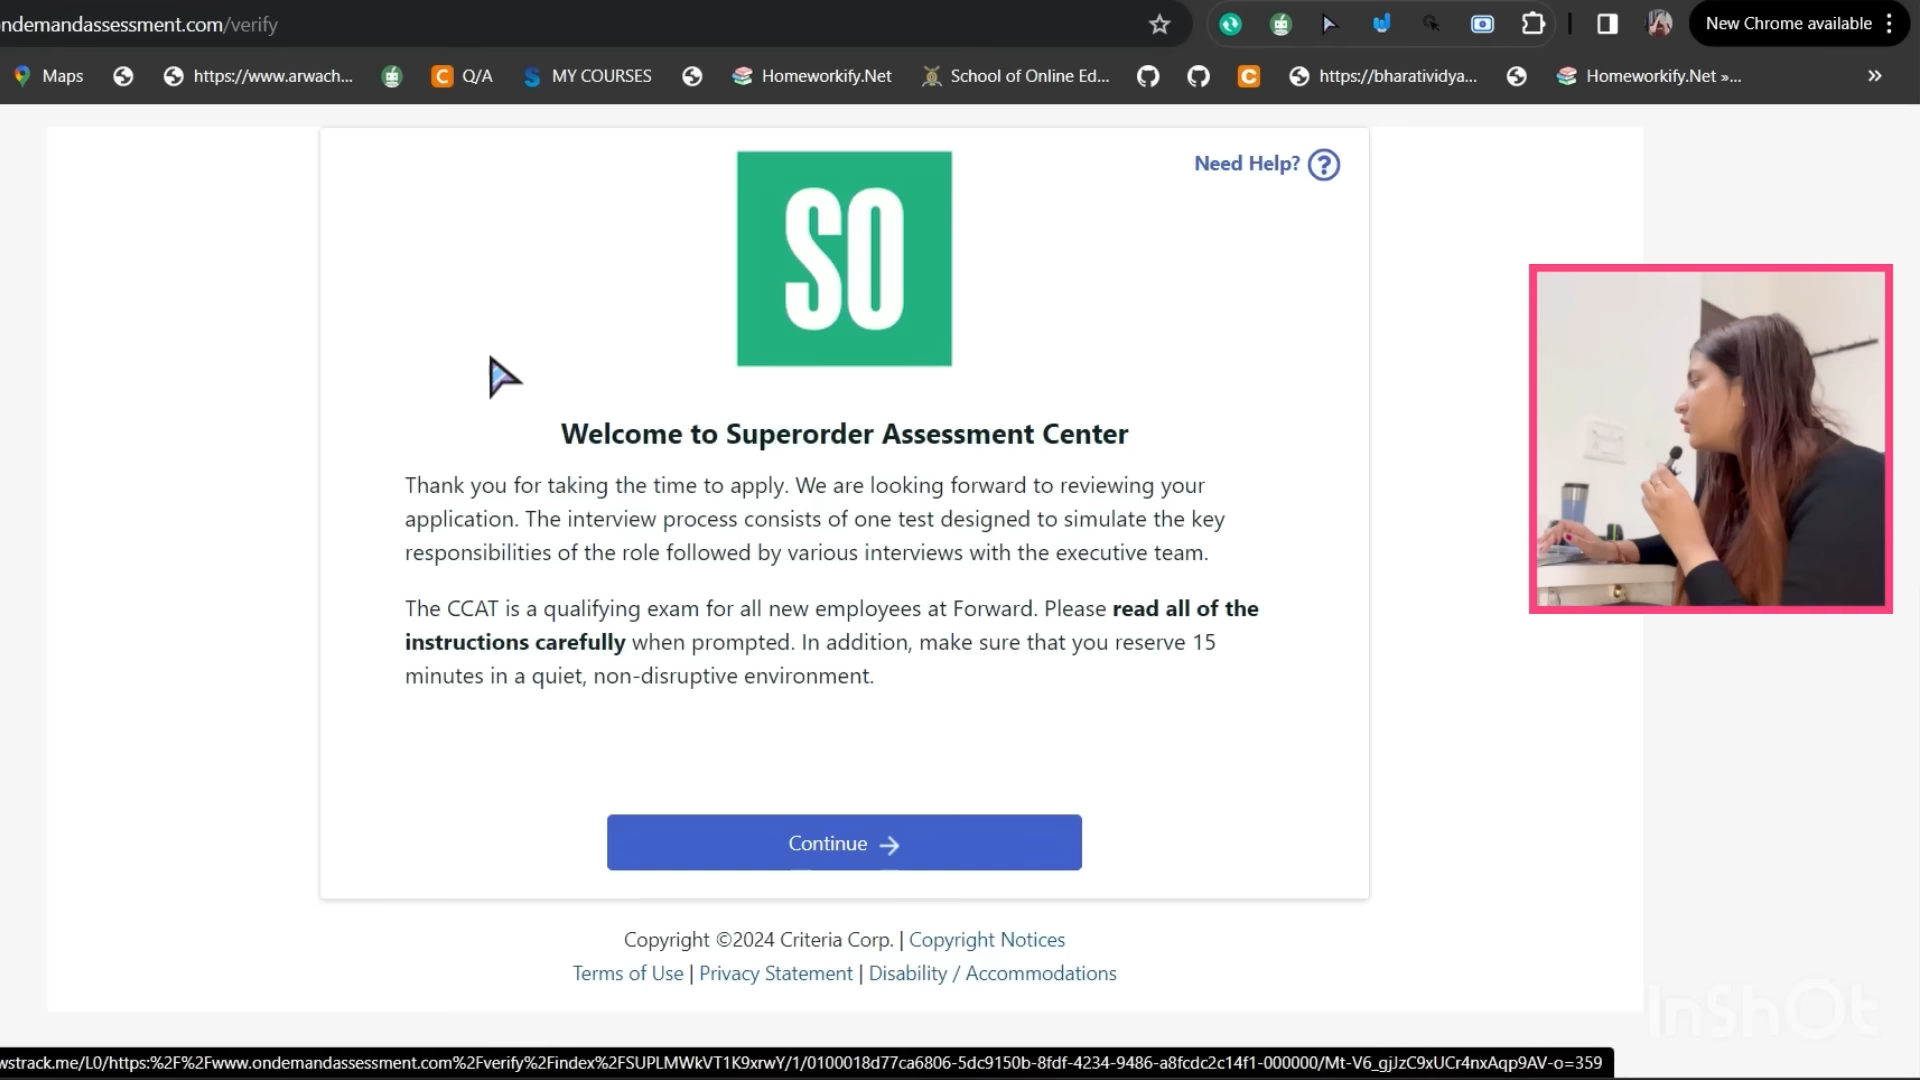 ndemandassessment.com/verify
New Chrome available
Maps
https://www.arwach...
Q/A
MY COURSES
Homeworkify.Net
School of Online Ed...
https://bharatividya...
Homeworkify.Net »...
Need Help?
SO
Welcome to Superorder Assessment Center
Thank you for taking the time to apply. We are looking forward to reviewing your
application. The interview process consists of one test designed to simulate the key
responsibilities of the role followed by various interviews with the executive team.
The CCAT is a qualifying exam for all new employees at Forward. Please read all of the
instructions carefully when prompted. In addition, make sure that you reserve 15
minutes in a quiet, non-disruptive environment.
Continue →
Copyright ©2024 Criteria Corp. | Copyright Notices
Terms of Use | Privacy Statement | Disability / Accommodations
InShOt
wstrack.me/L0/https:%2F%2Fwww.ondemandassessment.com%2Fverify%2Findex%2FSUPLMWkVT1K9xrwY/1/0100018d77ca6806-5dc9150b-8fdf-4234-9486-a8fcdc2c14f1-000000/Mt-V6_gjJzC9xUCr4nxAqp9AV-o=359